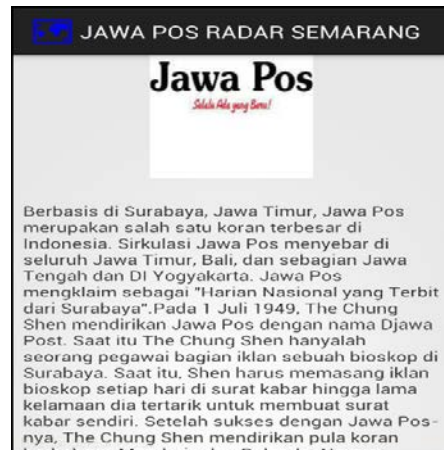 JAWA POS RADAR SEMARANG
Jawa Pos
Selalu Ada yang Baru!
Berbasis di Surabaya, Jawa Timur, Jawa Pos
merupakan salah satu koran terbesar di
Indonesia. Sirkulasi Jawa Pos menyebar di
seluruh Jawa Timur, Bali, dan sebagian Jawa
Tengah dan DI Yogyakarta. Jawa Pos
mengklaim sebagai "Harian Nasional yang Terbit
dari Surabaya".Pada 1 Juli 1949, The Chung
Shen mendirikan Jawa Pos dengan nama Djawa
Post. Saat itu The Chung Shen hanyalah
seorang pegawai bagian iklan sebuah bioskop di
Surabaya. Saat itu, Shen harus memasang iklan
bioskop setiap hari di surat kabar hingga lama
kelamaan dia tertarik untuk membuat surat
kabar sendiri. Setelah sukses dengan Jawa Pos-
nya, The Chung Shen mendirikan pula koran